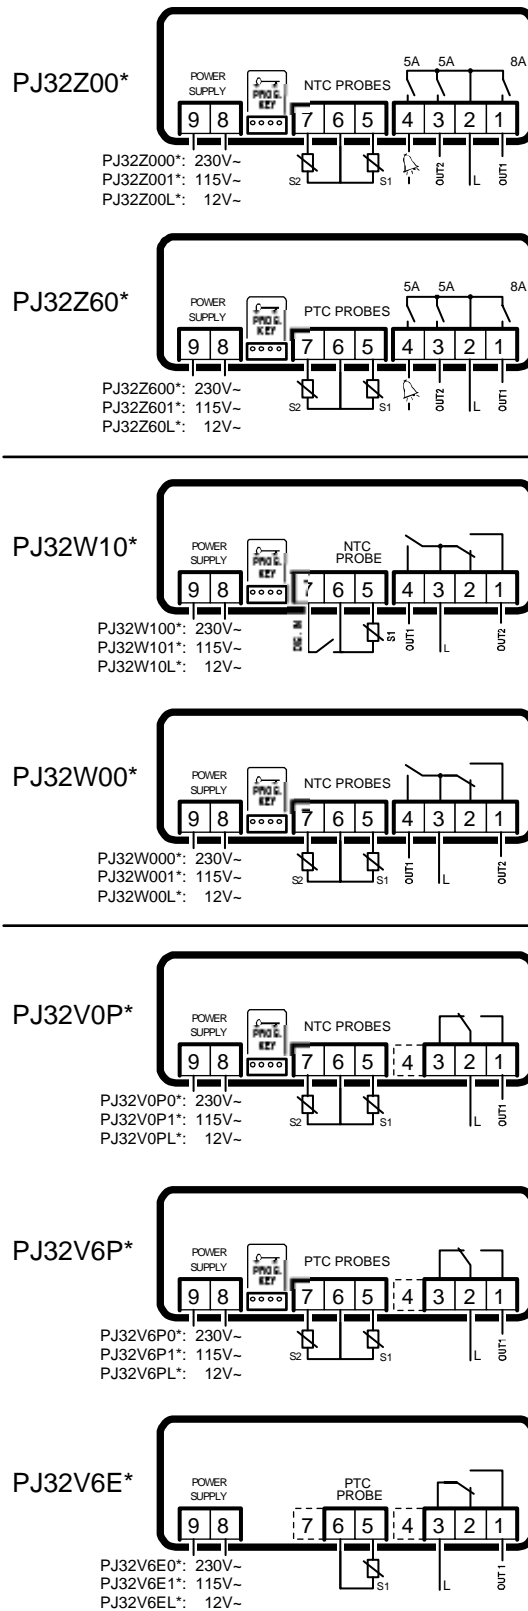 PJ32Z00*
POWER SUPPLY
PROG. KEY
NTC PROBES
5A 5A 8A
9 8 7 6 5 4 3 2 1
S2 S1 OUT2 L OUT1
PJ32Z000*: 230V~
PJ32Z001*: 115V~
PJ32Z00L*: 12V~
PJ32Z60*
POWER SUPPLY
PROG. KEY
PTC PROBES
5A 5A 8A
9 8 7 6 5 4 3 2 1
S2 S1 OUT2 L OUT1
PJ32Z600*: 230V~
PJ32Z601*: 115V~
PJ32Z60L*: 12V~
PJ32W10*
POWER SUPPLY
PROG. KEY
NTC PROBE
9 8 7 6 5 4 3 2 1
DIG. IN S1 OUT1 L OUT2
PJ32W100*: 230V~
PJ32W101*: 115V~
PJ32W10L*: 12V~
PJ32W00*
POWER SUPPLY
PROG. KEY
NTC PROBES
9 8 7 6 5 4 3 2 1
S2 S1 OUT1 L OUT2
PJ32W000*: 230V~
PJ32W001*: 115V~
PJ32W00L*: 12V~
PJ32V0P*
POWER SUPPLY
PROG. KEY
NTC PROBES
9 8 7 6 5 4 3 2 1
S2 S1 L OUT1
PJ32V0P0*: 230V~
PJ32V0P1*: 115V~
PJ32V0PL*: 12V~
PJ32V6P*
POWER SUPPLY
PROG. KEY
PTC PROBES
9 8 7 6 5 4 3 2 1
S2 S1 L OUT1
PJ32V6P0*: 230V~
PJ32V6P1*: 115V~
PJ32V6PL*: 12V~
PJ32V6E*
POWER SUPPLY
PTC PROBE
9 8 7 6 5 4 3 2 1
S1 L OUT 1
PJ32V6E0*: 230V~
PJ32V6E1*: 115V~
PJ32V6EL*: 12V~